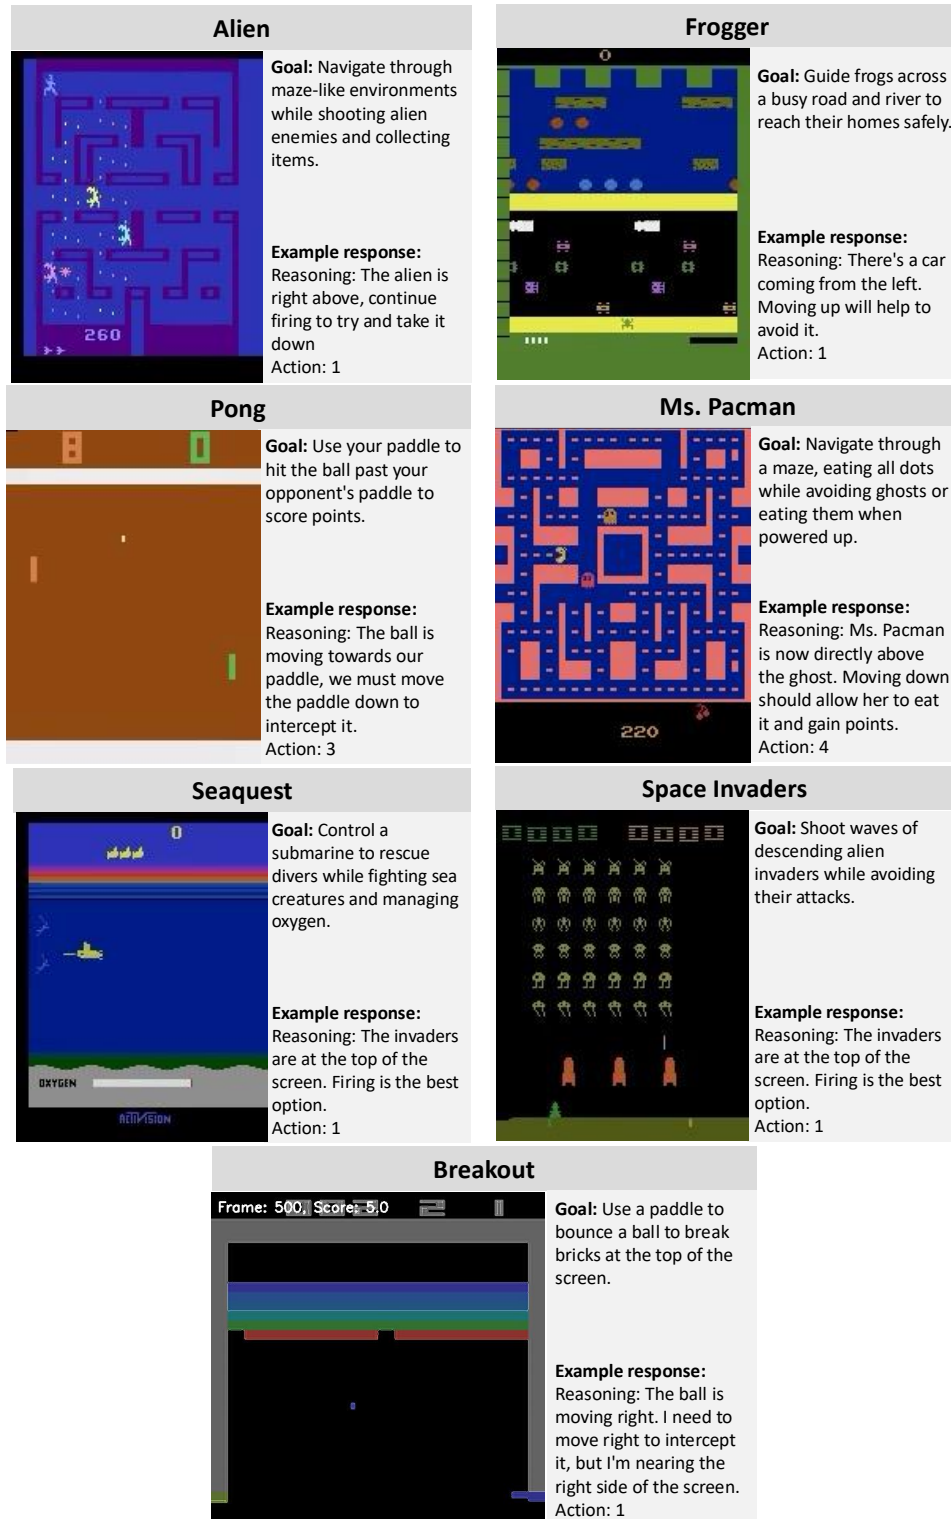 Alien
Goal: Navigate through
maze-like environments
while shooting alien
enemies and collecting
items.
Example response:
Reasoning: The alien is
right above, continue
firing to try and take it
down
Action: 1
260
Frogger
0
Goal: Guide frogs across
a busy road and river to
reach their homes safely.
Example response:
Reasoning: There's a car
coming from the left.
Moving up will help to
avoid it.
Action: 1
Pong
8 0
Goal: Use your paddle to
hit the ball past your
opponent's paddle to
score points.
Example response:
Reasoning: The ball is
moving towards our
paddle, we must move
the paddle down to
intercept it.
Action: 3
Ms. Pacman
Goal: Navigate through
a maze, eating all dots
while avoiding ghosts or
eating them when
powered up.
Example response:
Reasoning: Ms. Pacman
is now directly above
the ghost. Moving down
should allow her to eat
it and gain points.
Action: 4
220
Seaquest
0
Goal: Control a
submarine to rescue
divers while fighting sea
creatures and managing
oxygen.
Example response:
Reasoning: The invaders
are at the top of the
screen. Firing is the best
option.
Action: 1
OXYGEN
ACTIVISION
Space Invaders
Goal: Shoot waves of
descending alien
invaders while avoiding
their attacks.
Example response:
Reasoning: The invaders
are at the top of the
screen. Firing is the best
option.
Action: 1
Breakout
Frame: 500, Score: 5.0
Goal: Use a paddle to
bounce a ball to break
bricks at the top of the
screen.
Example response:
Reasoning: The ball is
moving right. I need to
move right to intercept
it, but I'm nearing the
right side of the screen.
Action: 1